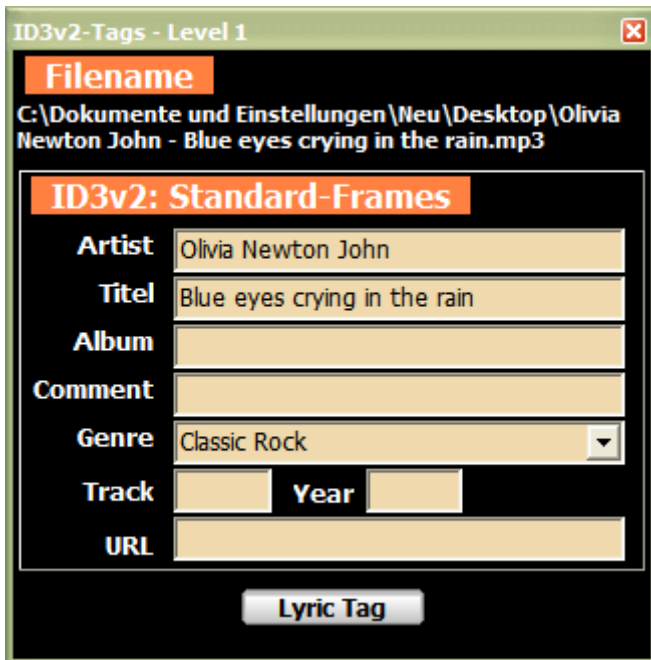 ID3v2-Tags - Level 1
Filename
C:\Dokumente und Einstellungen\Neu\Desktop\Olivia
Newton John - Blue eyes crying in the rain.mp3
ID3v2: Standard-Frames
Artist Olivia Newton John
Titel Blue eyes crying in the rain
Album
Comment
Genre Classic Rock
Track Year
URL
Lyric Tag